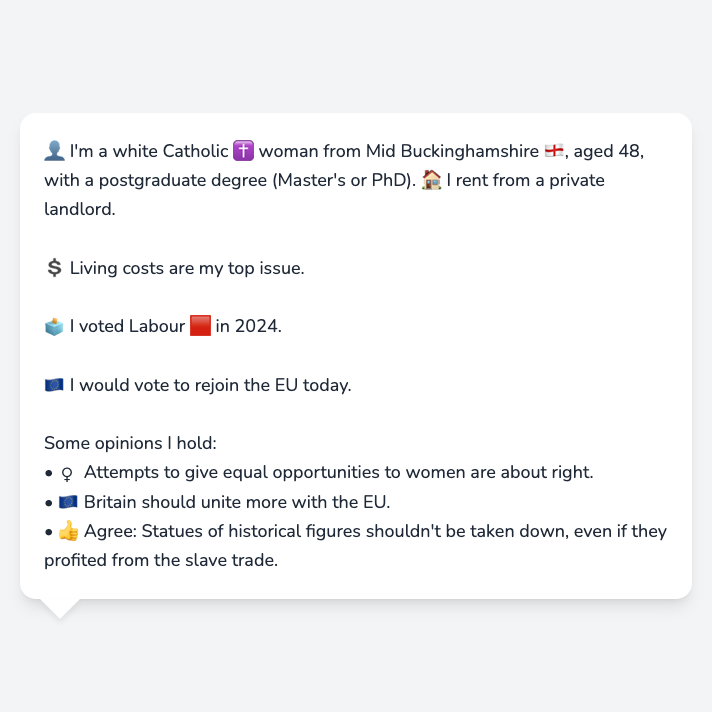 👤 I'm a white Catholic ✝️ woman from Mid Buckinghamshire 🏴󠁧󠁢󠁥󠁮󠁧󠁿, aged 48,
with a postgraduate degree (Master's or PhD). 🏠 I rent from a private
landlord.
💲 Living costs are my top issue.
🗳️ I voted Labour 🟥 in 2024.
🇪🇺 I would vote to rejoin the EU today.
Some opinions I hold:
• ♀️ Attempts to give equal opportunities to women are about right.
• 🇪🇺 Britain should unite more with the EU.
• 👍 Agree: Statues of historical figures shouldn't be taken down, even if they
profited from the slave trade.